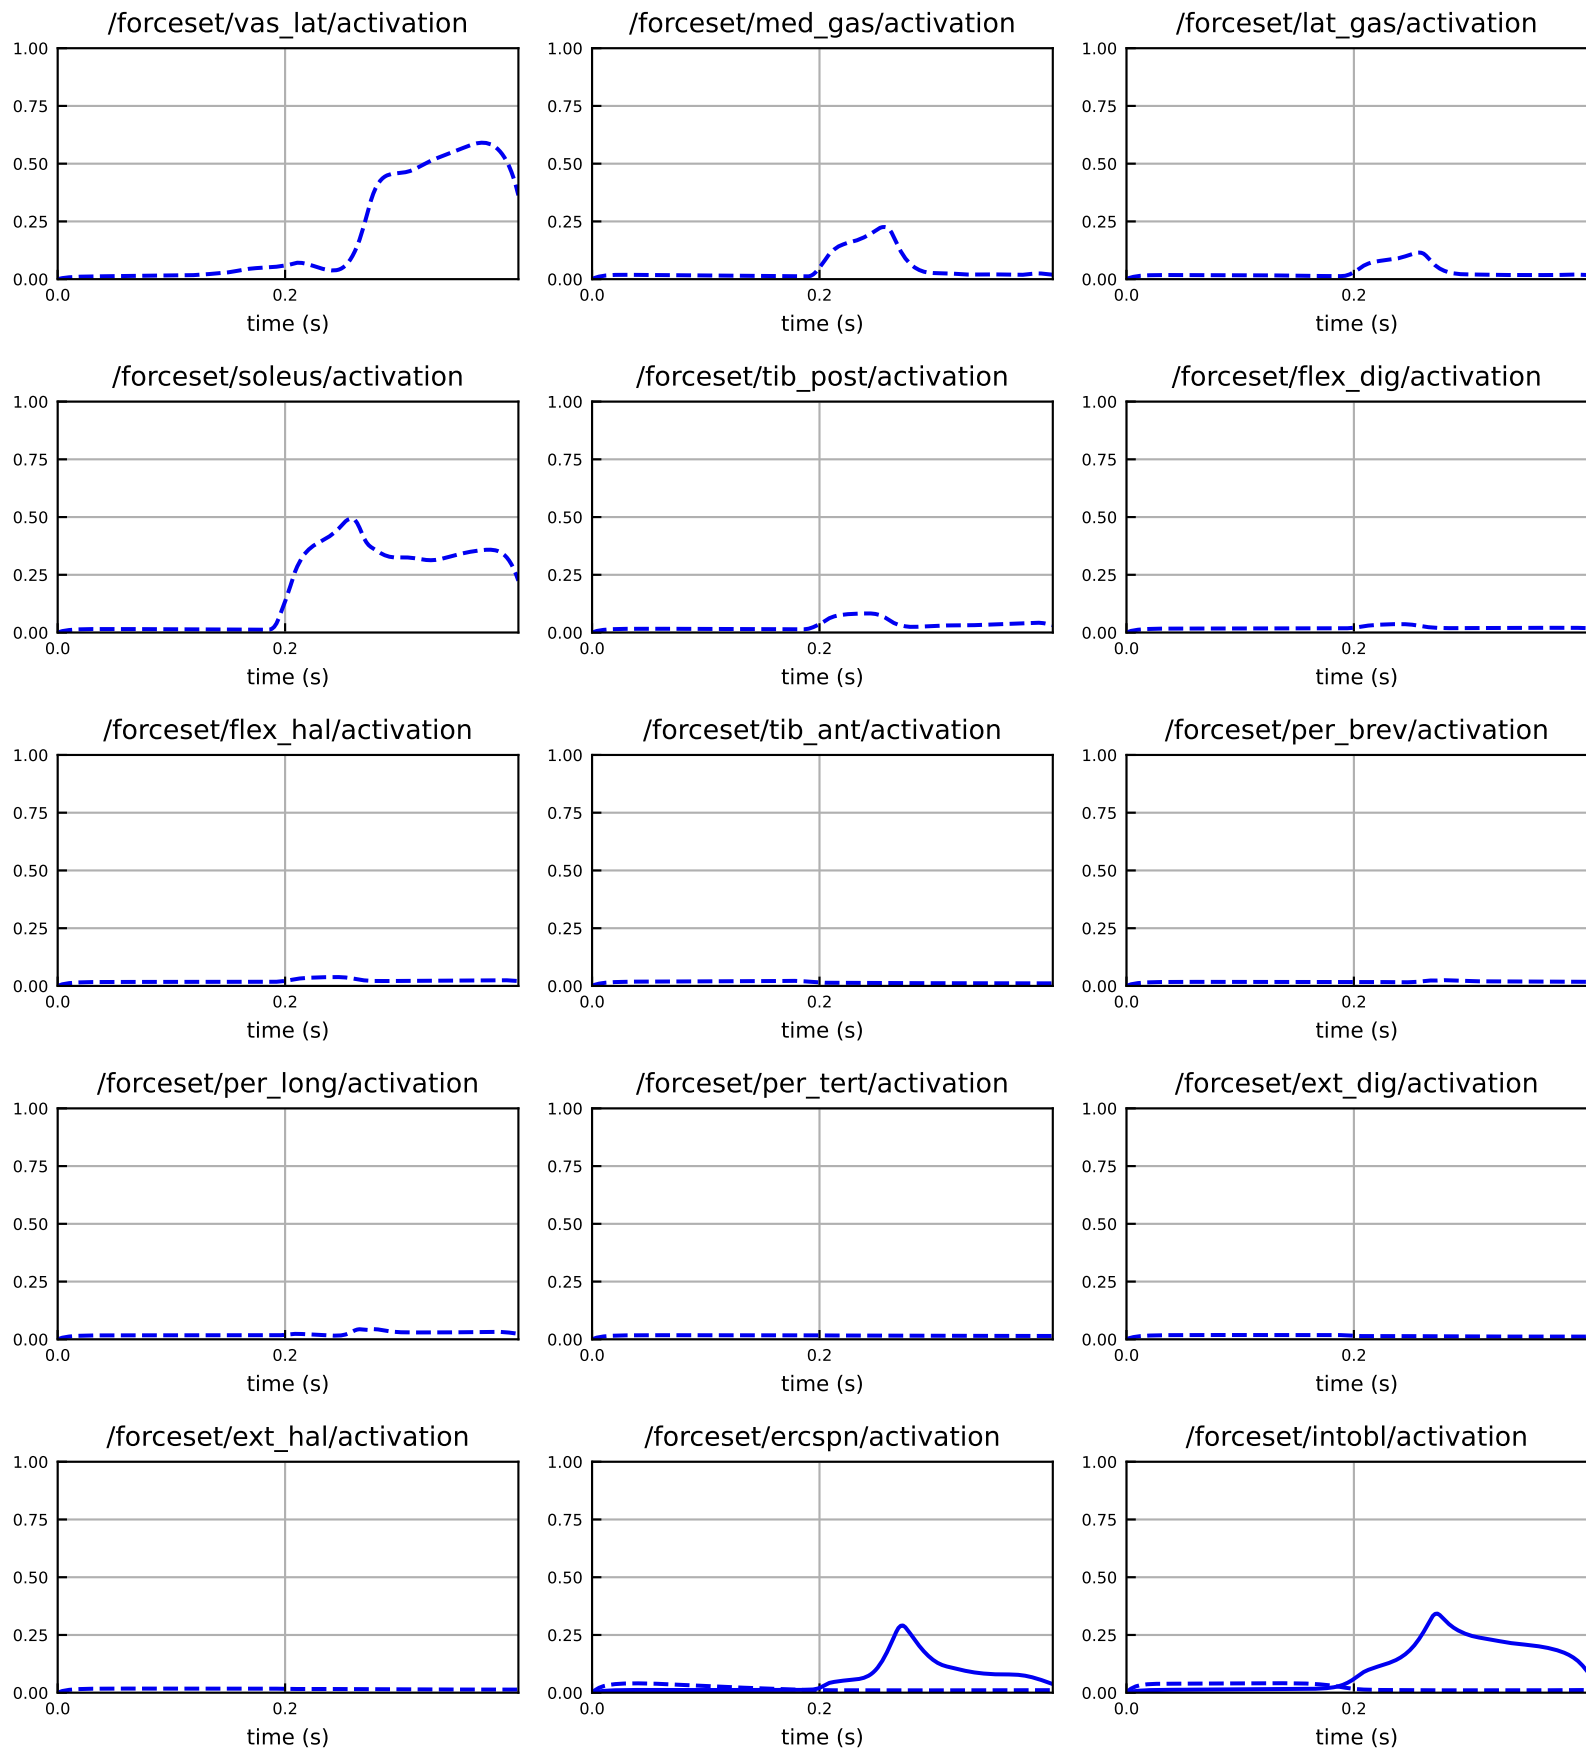 /forceset/vas_lat/activation /forceset/med_gas/activation /forceset/lat_gas/activation
1.00 1.00 1.00
0.75 0.75 0.75
0.50 0.50 0.50
0.25 0.25 0.25
0.00 0.00 0.00
0.0 0.2 0.0 0.2 0.0 0.2
time (s) time (s) time (s)
/forceset/soleus/activation /forceset/tib_post/activation /forceset/flex_dig/activation
1.00 1.00 1.00
0.75 0.75 0.75
0.50 0.50 0.50
0.25 0.25 0.25
0.00 0.00 0.00
0.0 0.2 0.0 0.2 0.0 0.2
time (s) time (s) time (s)
/forceset/flex_hal/activation /forceset/tib_ant/activation /forceset/per_brev/activation
1.00 1.00 1.00
0.75 0.75 0.75
0.50 0.50 0.50
0.25 0.25 0.25
0.00 0.00 0.00
0.0 0.2 0.0 0.2 0.0 0.2
time (s) time (s) time (s)
/forceset/per_long/activation /forceset/per_tert/activation /forceset/ext_dig/activation
1.00 1.00 1.00
0.75 0.75 0.75
0.50 0.50 0.50
0.25 0.25 0.25
0.00 0.00 0.00
0.0 0.2 0.0 0.2 0.0 0.2
time (s) time (s) time (s)
/forceset/ext_hal/activation /forceset/ercspn/activation /forceset/intobl/activation
1.00 1.00 1.00
0.75 0.75 0.75
0.50 0.50 0.50
0.25 0.25 0.25
0.00 0.00 0.00
0.0 0.2 0.0 0.2 0.0 0.2
time (s) time (s) time (s)